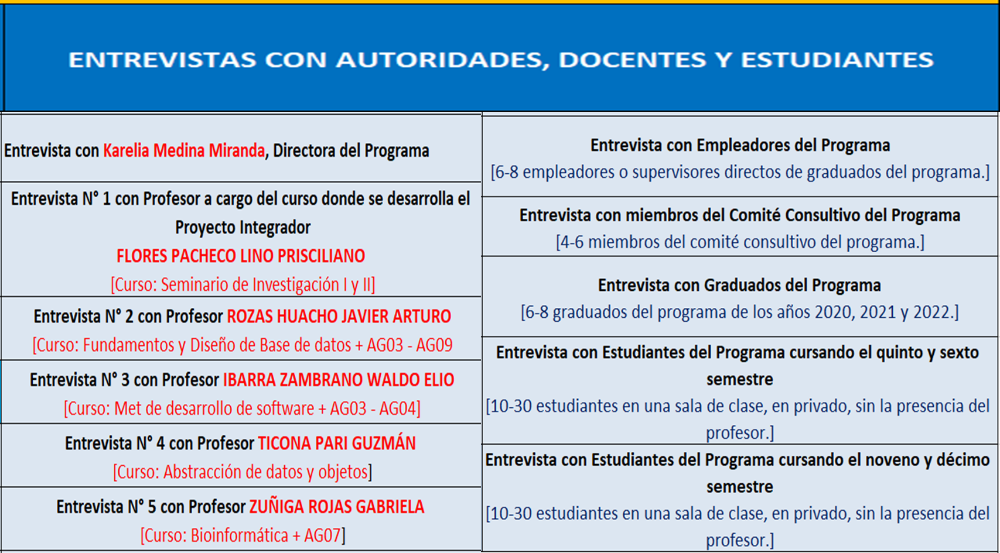 ENTREVISTAS CON AUTORIDADES, DOCENTES Y ESTUDIANTES
Entrevista con Karelia Medina Miranda, Directora del Programa
Entrevista N° 1 con Profesor a cargo del curso donde se desarrolla el
Proyecto Integrador
FLORES PACHECO LINO PRISCILIANO
[Curso: Seminario de Investigación I y II]
Entrevista N° 2 con Profesor ROZAS HUACHO JAVIER ARTURO
[Curso: Fundamentos y Diseño de Base de datos + AG03 - AG09
Entrevista N° 3 con Profesor IBARRA ZAMBRANO WALDO ELIO
[Curso: Met de desarrollo de software + AG03 - AG04]
Entrevista N° 4 con Profesor TICONA PARI GUZMÁN
[Curso: Abstracción de datos y objetos]
Entrevista N° 5 con Profesor ZUÑIGA ROJAS GABRIELA
[Curso: Bioinformática + AG07]
Entrevista con Empleadores del Programa
[6-8 empleadores o supervisores directos de graduados del programa.]
Entrevista con miembros del Comité Consultivo del Programa
[4-6 miembros del comité consultivo del programa.]
Entrevista con Graduados del Programa
[6-8 graduados del programa de los años 2020, 2021 y 2022.]
Entrevista con Estudiantes del Programa cursando el quinto y sexto
semestre
[10-30 estudiantes en una sala de clase, en privado, sin la presencia del
profesor.]
Entrevista con Estudiantes del Programa cursando el noveno y décimo
semestre
[10-30 estudiantes en una sala de clase, en privado, sin la presencia del
profesor.]